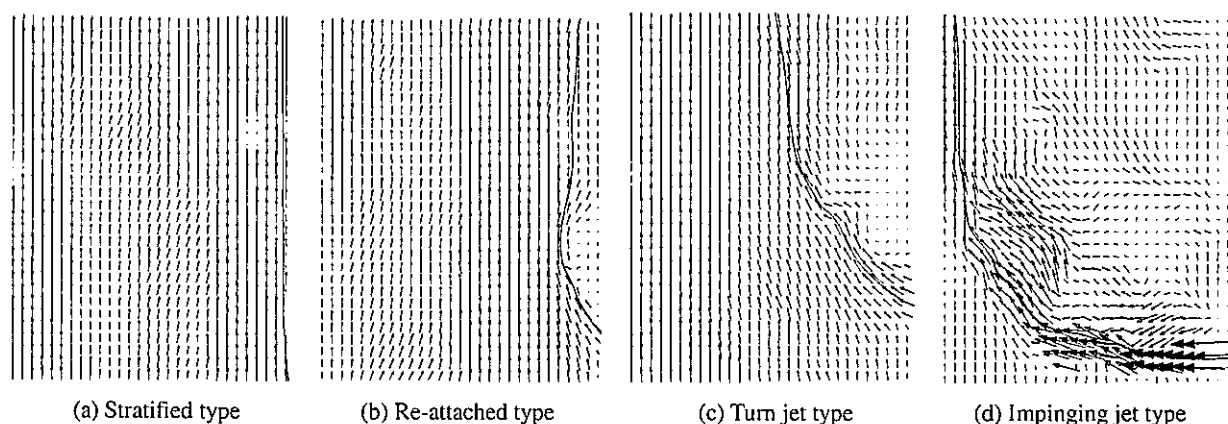 (a) Stratified type
(b) Re-attached type
(c) Turn jet type
(d) Impinging jet type